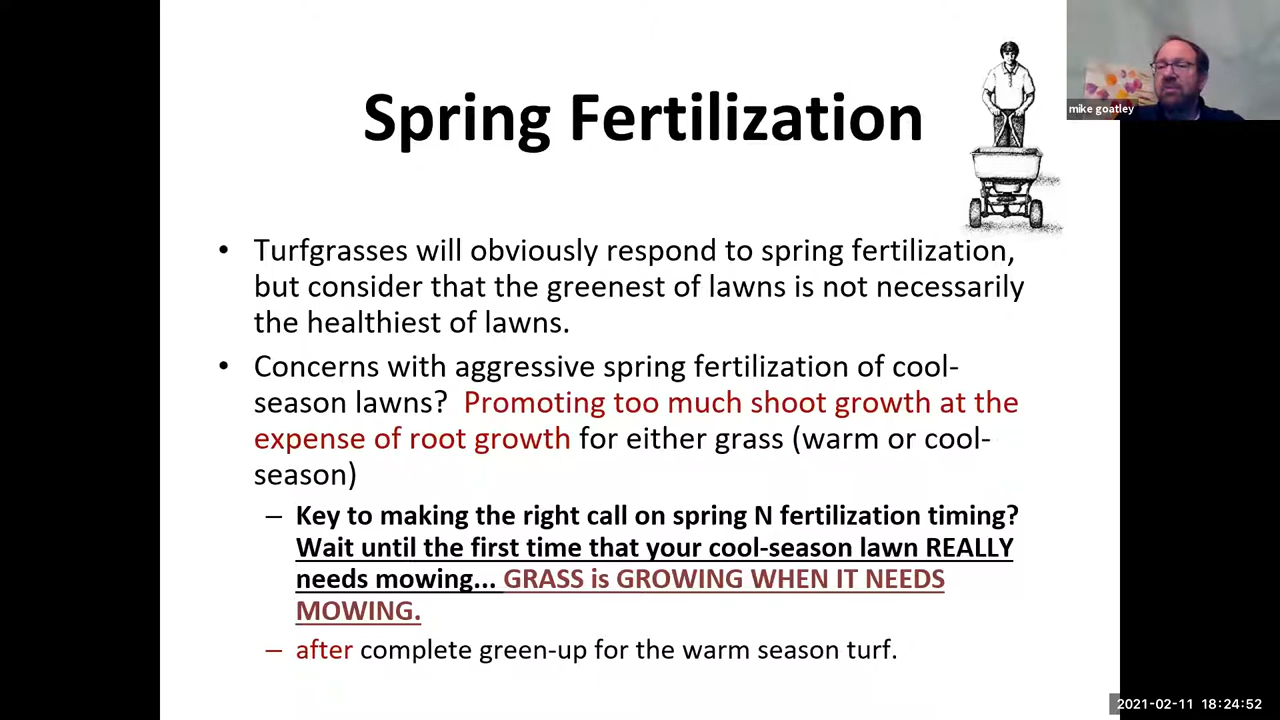 Spring Fertilization
mike goatley
• Turfgrasses will obviously respond to spring fertilization,
but consider that the greenest of lawns is not necessarily
the healthiest of lawns.
• Concerns with aggressive spring fertilization of cool-
season lawns? Promoting too much shoot growth at the
expense of root growth for either grass (warm or cool-
season)
– Key to making the right call on spring N fertilization timing?
Wait until the first time that your cool-season lawn REALLY
needs mowing... GRASS is GROWING WHEN IT NEEDS
MOWING.
– after complete green-up for the warm season turf.
2021-02-11 18:24:52